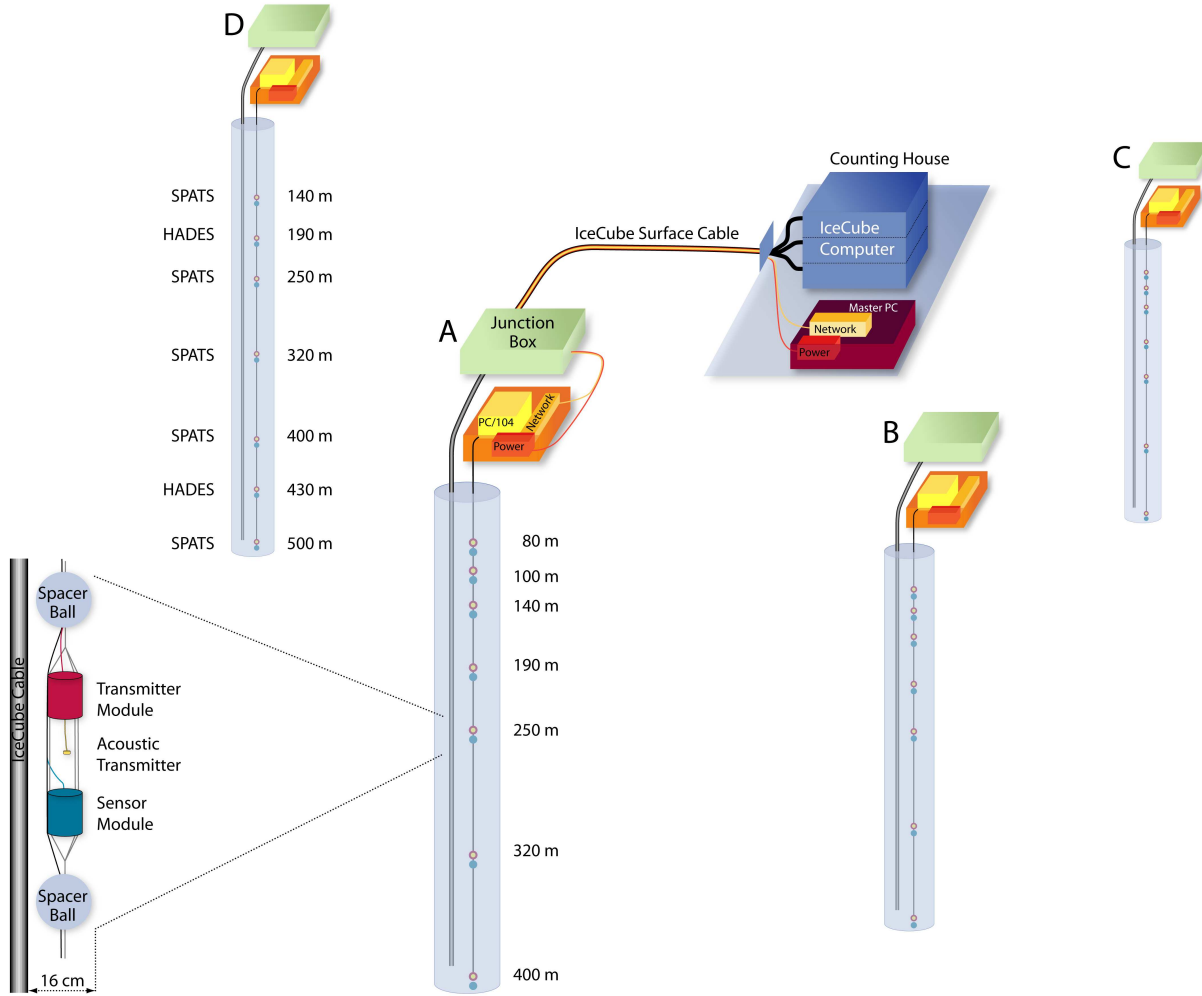 D
SPATS 140 m
HADES 190 m
SPATS 250 m
SPATS 320 m
SPATS 400 m
HADES 430 m
SPATS 500 m
Counting House
IceCube
Computer
IceCube Surface Cable
Master PC
Network
Power
C
A
Junction
Box
PC/104
Network
Power
80 m
100 m
140 m
190 m
250 m
320 m
400 m
B
IceCube Cable
Spacer
Ball
Transmitter
Module
Acoustic
Transmitter
Sensor
Module
Spacer
Ball
16 cm